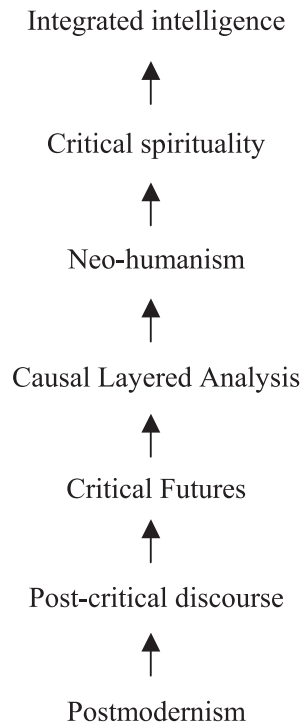 Integrated intelligence
Critical spirituality
Neo-humanism
Causal Layered Analysis
Critical Futures
Post-critical discourse
Postmodernism